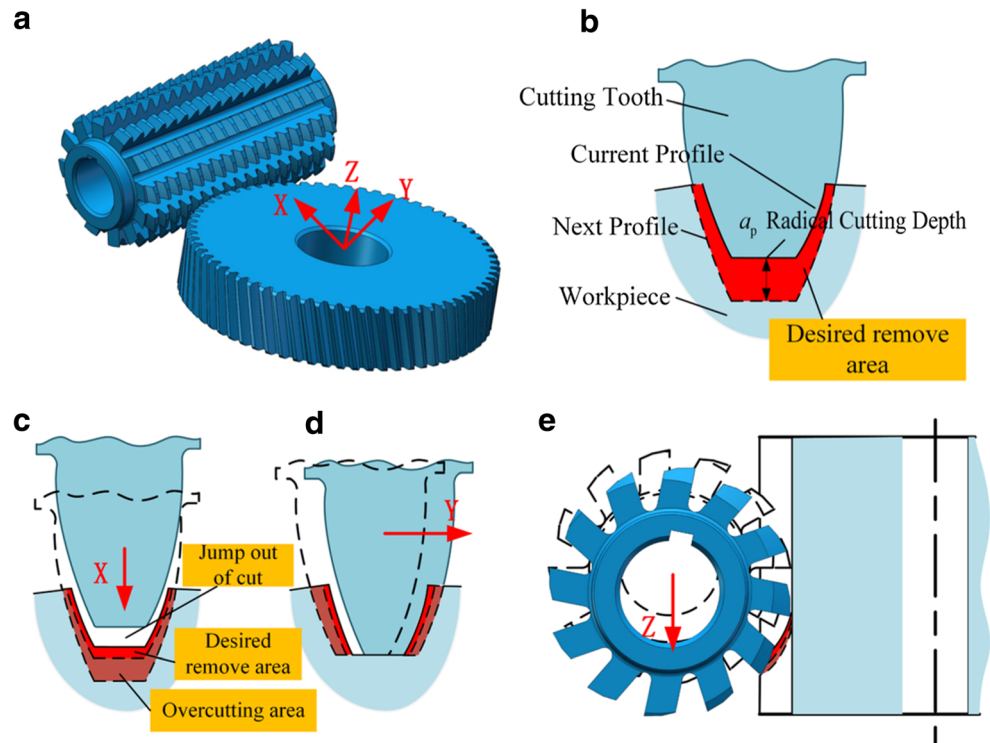 a
Z
Y
X
b
Cutting Tooth
Current Profile
Next Profile
ap Radical Cutting Depth
Workpiece
Desired remove
area
c
X
Jump out
of cut
Desired
remove area
Overcutting area
d
Y
e
Z